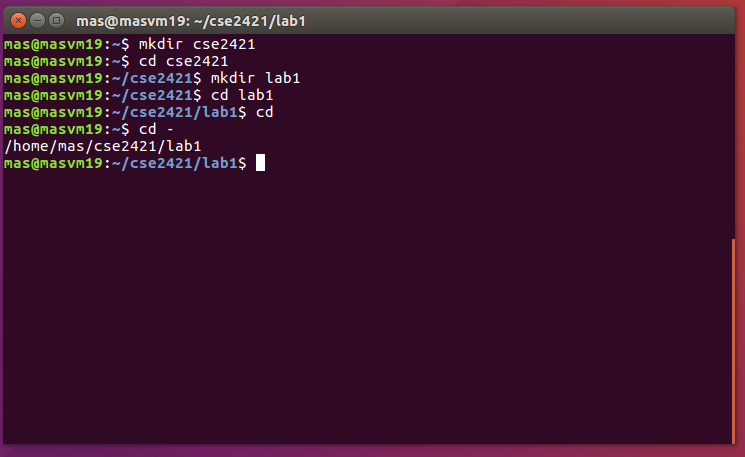 mas@masvm19: ~/cse2421/lab1
mas@masvm19:~$ mkdir cse2421
mas@masvm19:~$ cd cse2421
mas@masvm19:~/cse2421$ mkdir lab1
mas@masvm19:~/cse2421$ cd lab1
mas@masvm19:~/cse2421/lab1$ cd
mas@masvm19:~$ cd -
/home/mas/cse2421/lab1
mas@masvm19:~/cse2421/lab1$